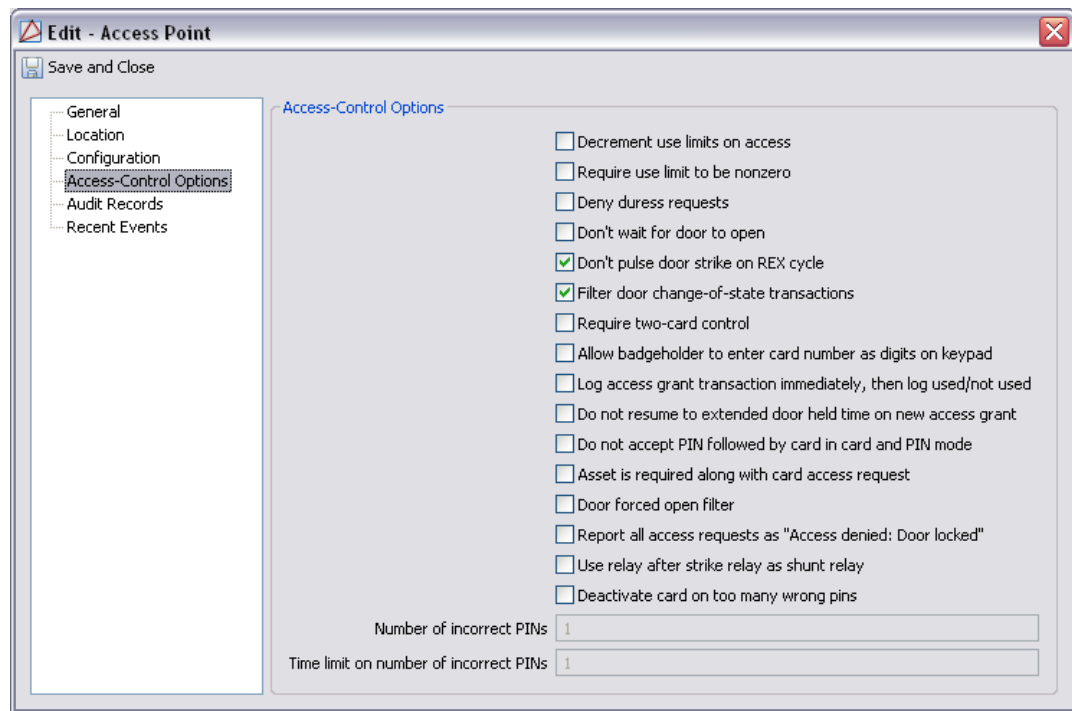 Edit - Access Point
Save and Close
General
Location
Configuration
Access-Control Options
Audit Records
Recent Events
Access-Control Options
Decrement use limits on access
Require use limit to be nonzero
Deny duress requests
Don't wait for door to open
Don't pulse door strike on REX cycle
Filter door change-of-state transactions
Require two-card control
Allow badgeholder to enter card number as digits on keypad
Log access grant transaction immediately, then log used/not used
Do not resume to extended door held time on new access grant
Do not accept PIN followed by card in card and PIN mode
Asset is required along with card access request
Door forced open filter
Report all access requests as "Access denied: Door locked"
Use relay after strike relay as shunt relay
Deactivate card on too many wrong pins
Number of incorrect PINs 1
Time limit on number of incorrect PINs 1